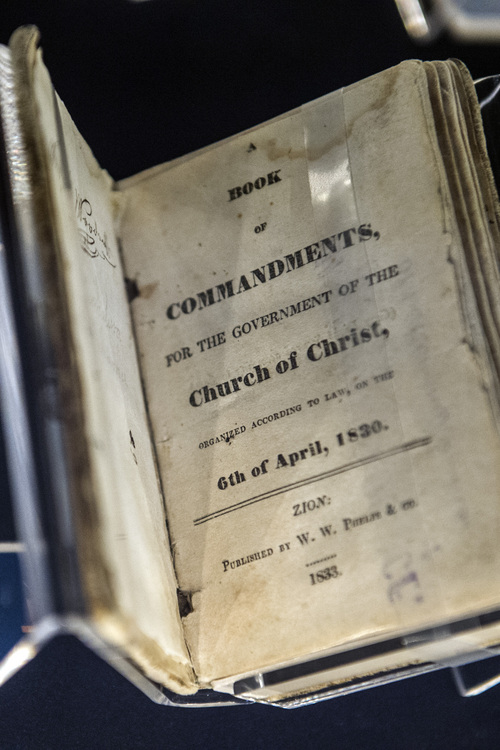 A
BOOK
OF
COMMANDMENTS,
FOR THE GOVERNMENT OF THE
Church of Christ,
ORGANIZED ACCORDING TO LAW, ON THE
6th of April, 1830.
ZION:
PUBLISHED BY W. W. PHELPS & CO.
1833.